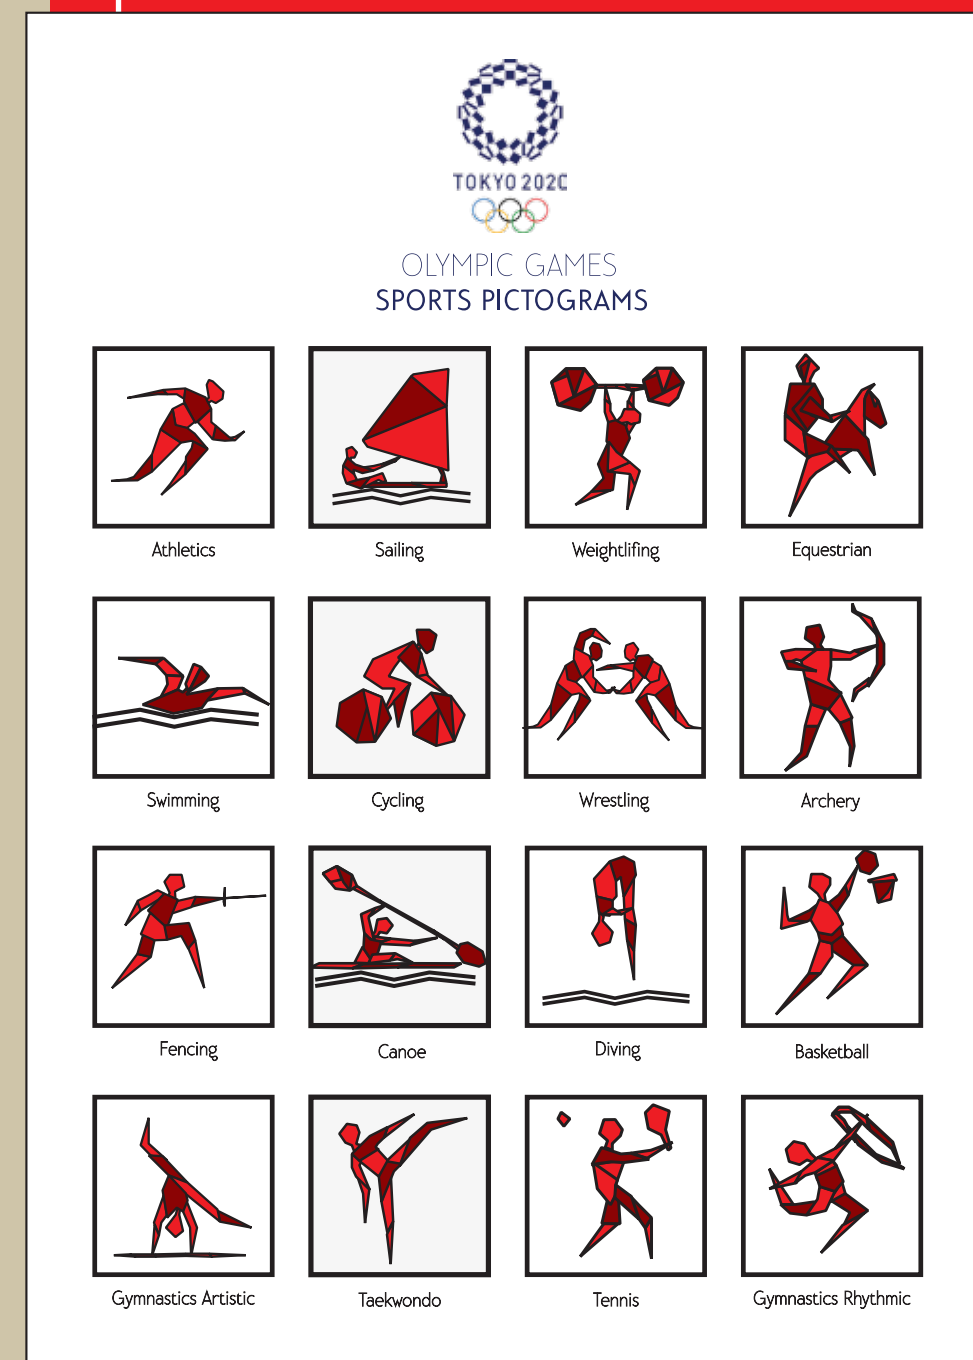 TOKYO 2020
OLYMPIC GAMES
SPORTS PICTOGRAMS
Athletics
Sailing
Weightlifing
Equestrian
Swimming
Cycling
Wrestling
Archery
Fencing
Canoe
Diving
Basketball
Gymnastics Artistic
Taekwondo
Tennis
Gymnastics Rhythmic